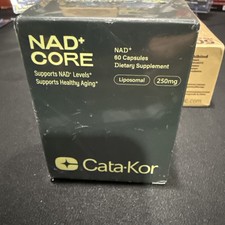 NAD+
CORE
Supports NAD+ Levels*
Supports Healthy Aging*
NAD+
60 Capsules
Dietary Supplement
Liposomal
250mg
Cata-Kor